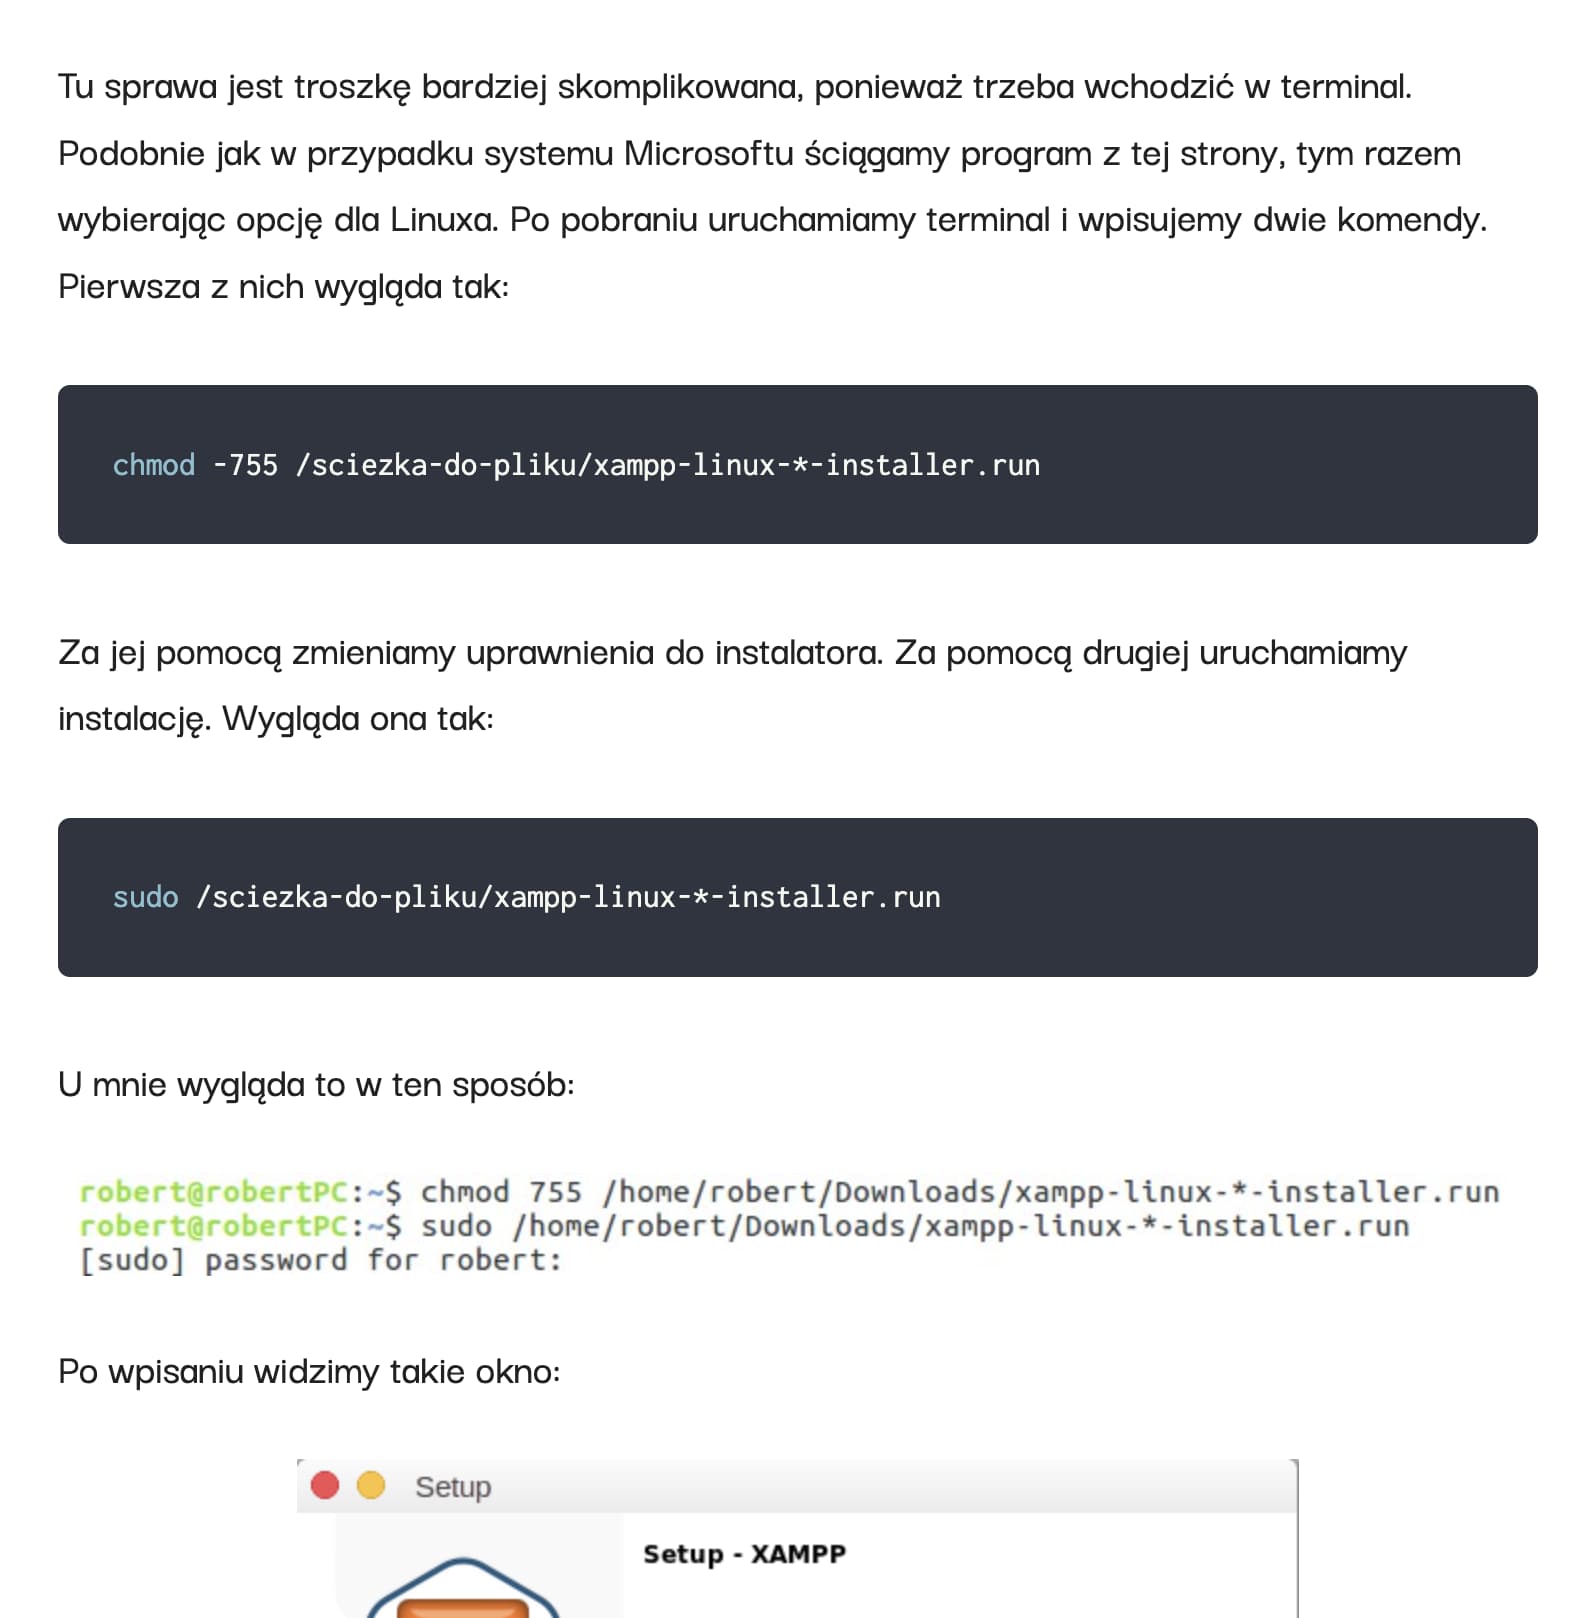 Tu sprawa jest troszkę bardziej skomplikowana, ponieważ trzeba wchodzić w terminal.
Podobnie jak w przypadku systemu Microsoftu ściągamy program z tej strony, tym razem
wybierając opcję dla Linuxa. Po pobraniu uruchamiamy terminal i wpisujemy dwie komendy.
Pierwsza z nich wygląda tak:
chmod -755 /sciezka-do-pliku/xampp-linux-*-installer.run
Za jej pomocą zmieniamy uprawnienia do instalatora. Za pomocą drugiej uruchamiamy
instalację. Wygląda ona tak:
sudo /sciezka-do-pliku/xampp-linux-*-installer.run
U mnie wygląda to w ten sposób:
robert@robertPC:~$ chmod 755 /home/robert/Downloads/xampp-linux-*-installer.run
robert@robertPC:~$ sudo /home/robert/Downloads/xampp-linux-*-installer.run
[sudo] password for robert:
Po wpisaniu widzimy takie okno:
Setup
Setup - XAMPP